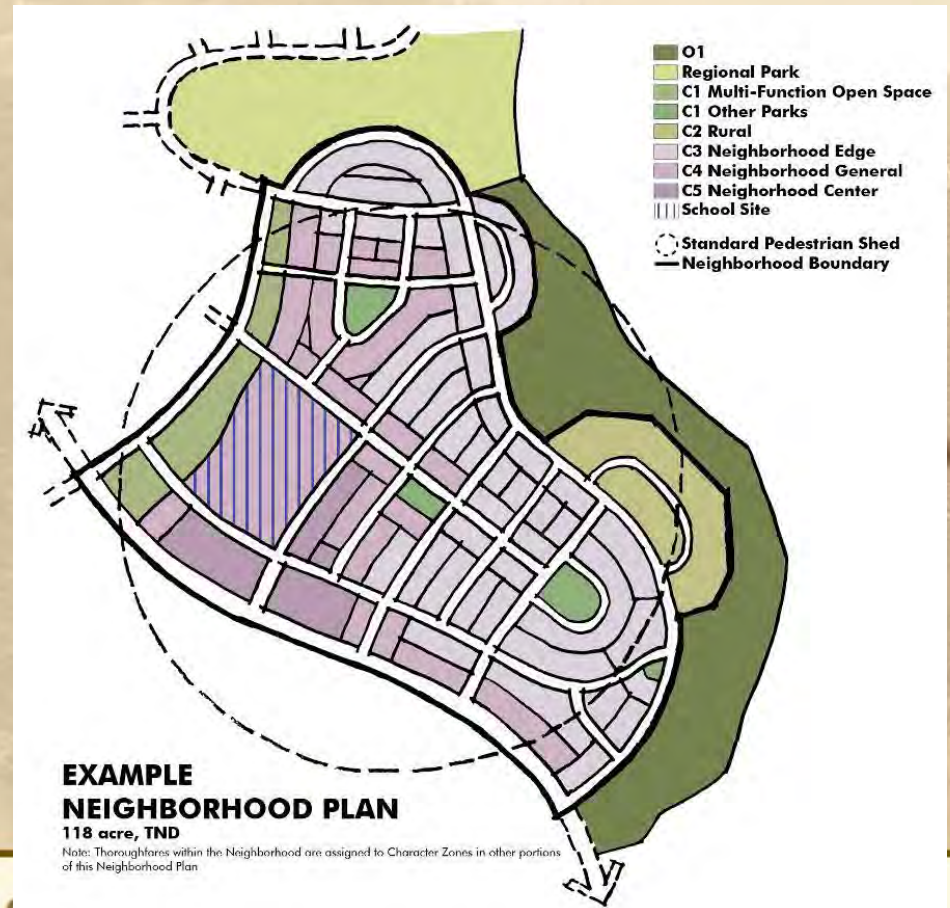 O1
Regional Park
C1 Multi-Function Open Space
C1 Other Parks
C2 Rural
C3 Neighborhood Edge
C4 Neighborhood General
C5 Neighorhood Center
School Site
Standard Pedestrian Shed
Neighborhood Boundary
EXAMPLE
NEIGHBORHOOD PLAN
118 acre, TND
Note: Thoroughfares within the Neighborhood are assigned to Character Zones in other portions
of this Neighborhood Plan